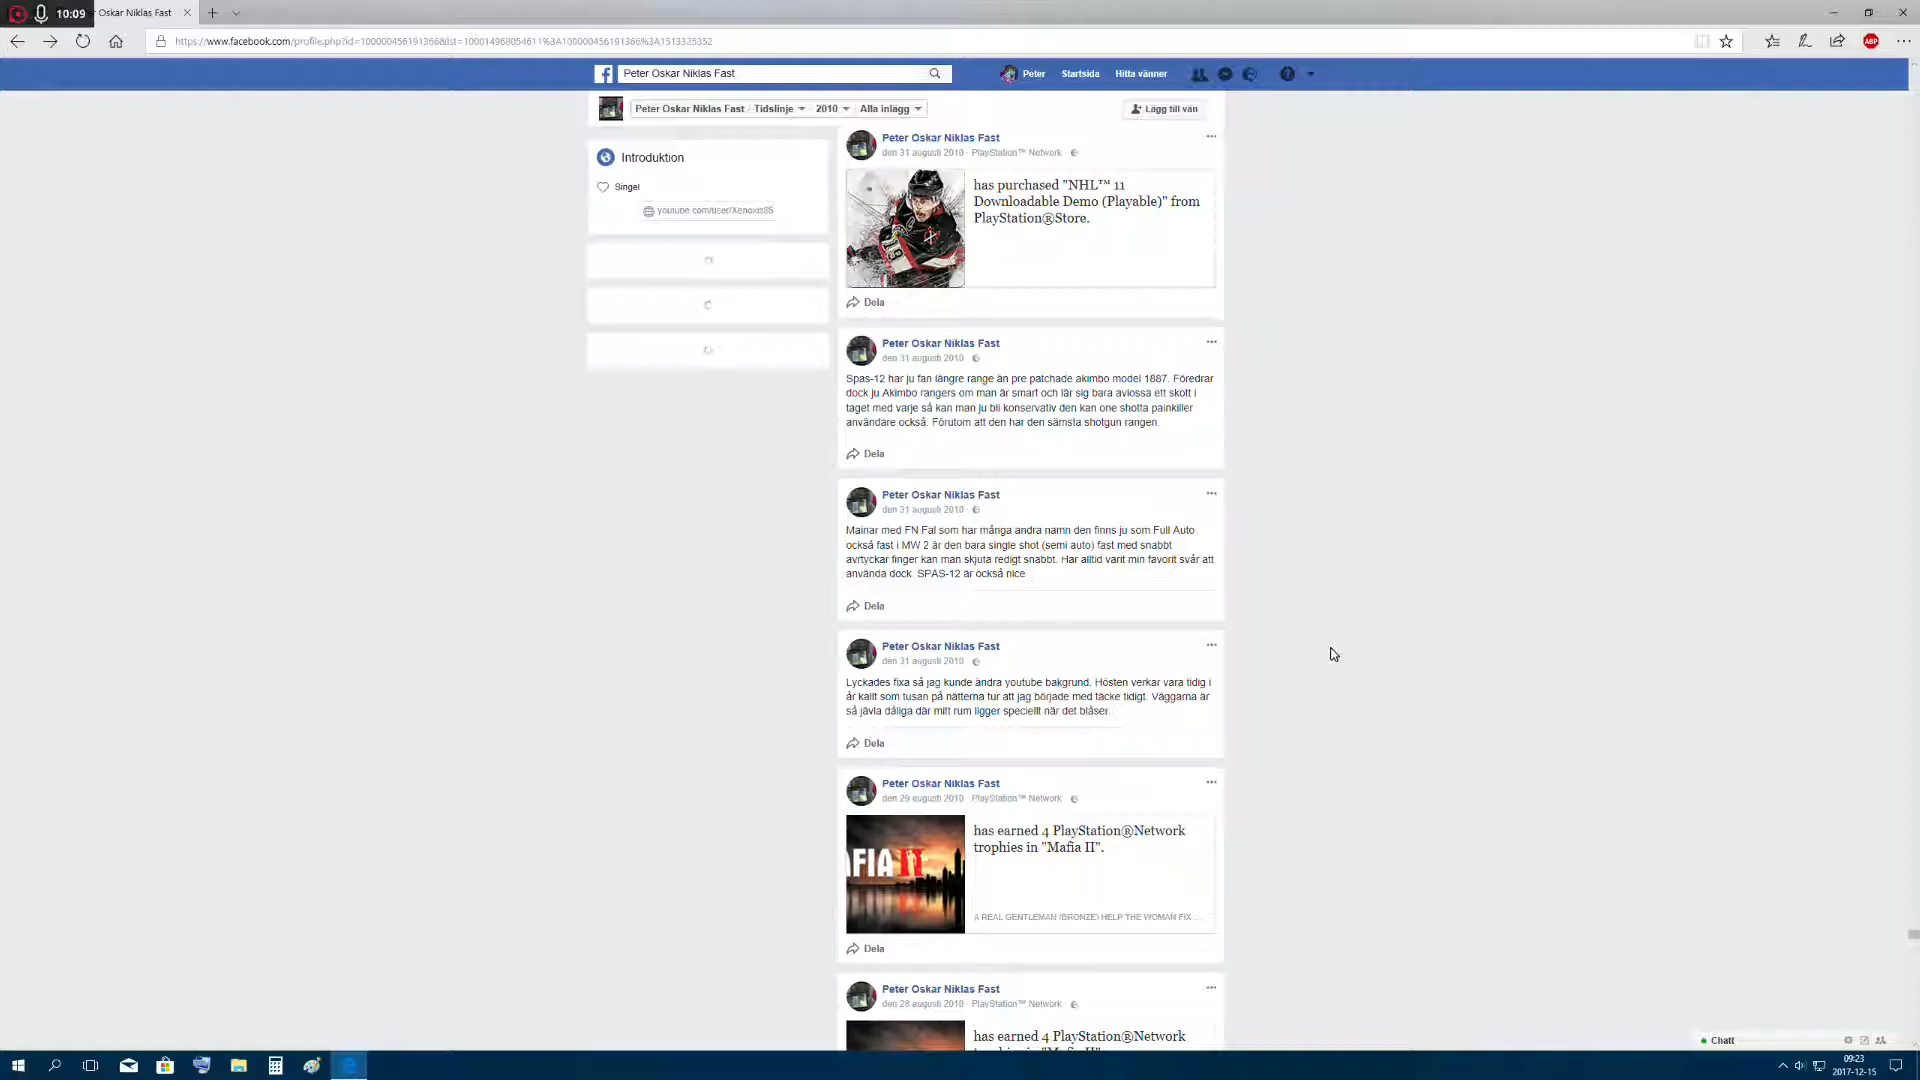 10:09
Oskar Niklas Fast
https://www.facebook.com/profile.php?id=100000456191366&lst=100014968054611%3A100000456191366%3A1513325352
ABP
Peter Oskar Niklas Fast
Peter
Startsida
Hitta vänner
Peter Oskar Niklas Fast
Tidslinje
2010
Alla inlägg
Lägg till vän
Introduktion
Singel
youtube.com/user/Xenoxis85
Peter Oskar Niklas Fast
den 31 augusti 2010 · PlayStation™ Network
has purchased "NHL™ 11
Downloadable Demo (Playable)" from
PlayStation®Store.
Dela
Peter Oskar Niklas Fast
den 31 augusti 2010
Spas-12 har ju fan längre range än pre patchade akimbo model 1887. Föredrar
dock ju Akimbo rangers om man är smart och lär sig bara avlossa ett skott i
taget med varje så kan man ju bli konservativ den kan one shotta painkiller
användare också. Förutom att den har den sämsta shotgun rangen.
Dela
Peter Oskar Niklas Fast
den 31 augusti 2010
Mainar med FN Fal som har många andra namn den finns ju som Full Auto
också fast i MW 2 är den bara single shot (semi auto) fast med snabbt
avrtyckar finger kan man skjuta redigt snabbt. Har alltid varit min favorit svår att
använda dock. SPAS-12 är också nice
Dela
Peter Oskar Niklas Fast
den 31 augusti 2010
Lyckades fixa så jag kunde ändra youtube bakgrund. Hösten verkar vara tidig i
år kallt som tusan på nätterna tur att jag började med täcke tidigt. Väggarna är
så jävla dåliga där mitt rum ligger speciellt när det blåser.
Dela
Peter Oskar Niklas Fast
den 29 augusti 2010 · PlayStation™ Network
AFIA II
has earned 4 PlayStation®Network
trophies in "Mafia II".
A REAL GENTLEMAN (BRONZE) HELP THE WOMAN FIX ...
Dela
Peter Oskar Niklas Fast
den 28 augusti 2010 · PlayStation™ Network
has earned 4 PlayStation®Network
Chatt
09:23
2017-12-15